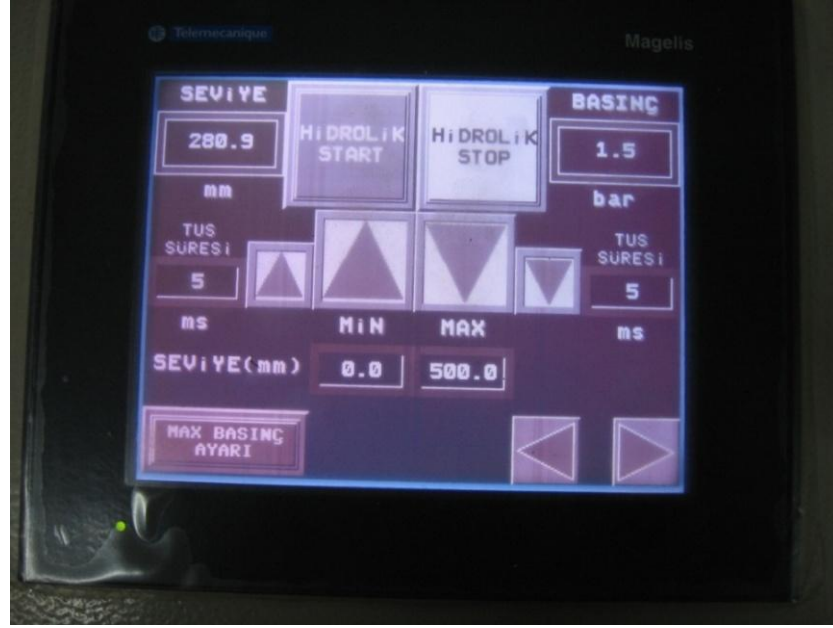 Telemecanique
Magelis
SEViYE
HiDROLiK
START
HiDROLiK
STOP
BASINÇ
280.9
1.5
mm
bar
TUS
SÜRESi
TUS
SÜRESi
5
5
ms
MiN
MAX
ms
SEViYE(mm)
0.0
500.0
MAX BASINÇ
AYARI